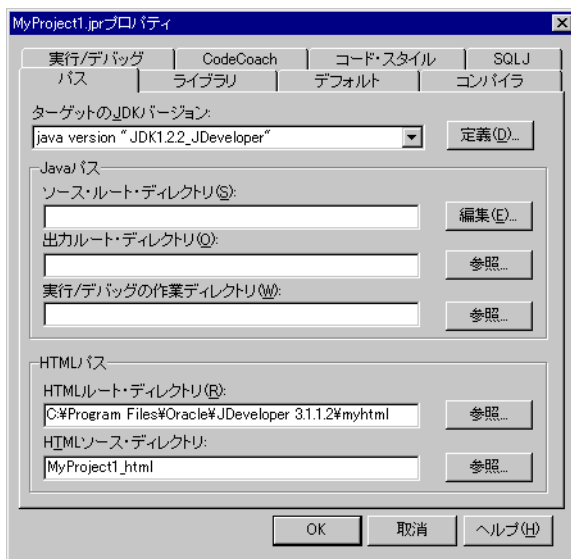 MyProject1.jprプロパティ
実行/デバッグ CodeCoach コード・スタイル SQLJ
パス ライブラリ デフォルト コンパイラ
ターゲットのJDKバージョン:
java version "JDK1.2.2_JDeveloper" 定義(D)...
Javaパス
ソース・ルート・ディレクトリ(S):
編集(E)...
出力ルート・ディレクトリ(O):
参照...
実行/デバッグの作業ディレクトリ(W):
参照...
HTMLパス
HTMLルート・ディレクトリ(R):
C:¥Program Files¥Oracle¥JDeveloper 3.1.1.2¥myhtml 参照...
HTMLソース・ディレクトリ:
MyProject1_html 参照...
OK 取消 ヘルプ(H)